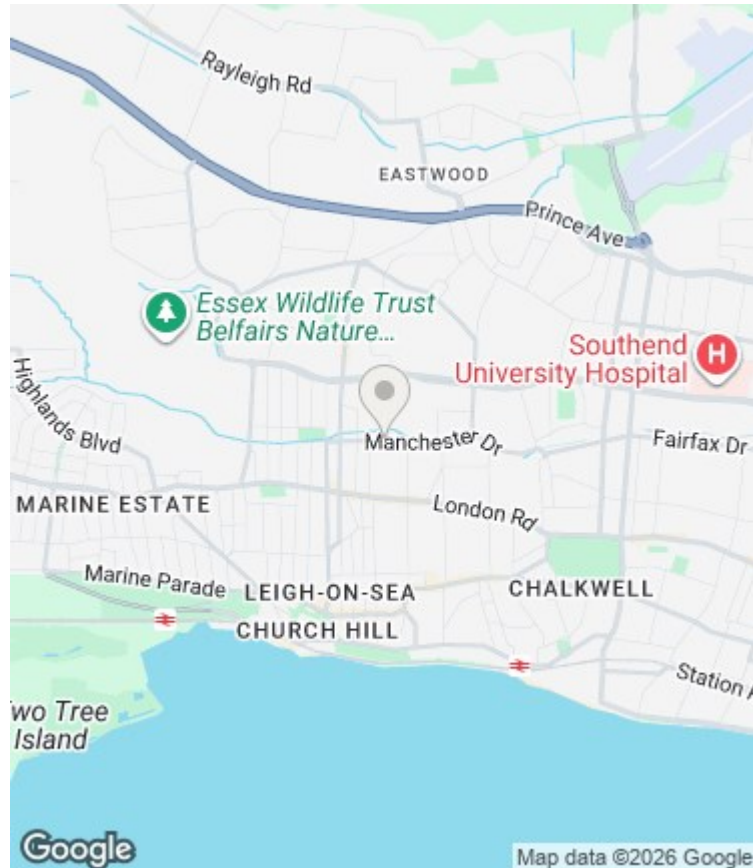 Rayleigh Rd
EASTWOOD
Prince Ave
Essex Wildlife Trust
Belfairs Nature...
Southend
University Hospital
H
Highlands Blvd
Manchester Dr
Fairfax Dr
MARINE ESTATE
London Rd
Marine Parade
LEIGH-ON-SEA
CHALKWELL
CHURCH HILL
Station
Two Tree
Island
Google
Map data ©2026 Google